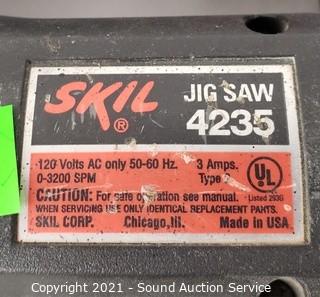 SKIL ®
JIG SAW
4235
120 Volts AC only 50-60 Hz. 3 Amps.
0-3200 SPM Type
UL
Listed 293G
CAUTION: For safe operation see manual.
WHEN SERVICING USE ONLY IDENTICAL REPLACEMENT PARTS.
SKIL CORP. Chicago, Ill. Made in USA
Copyright 2021 - Sound Auction Service